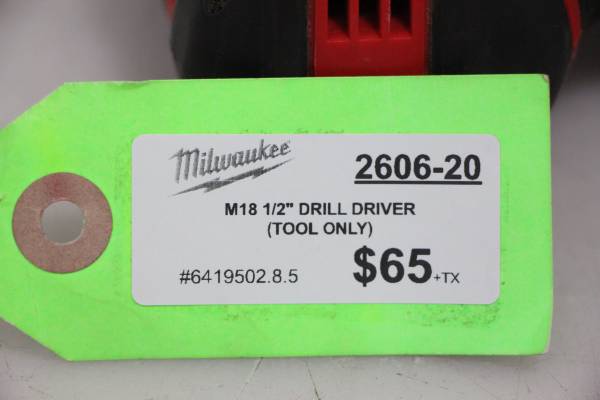 Milwaukee
2606-20
M18 1/2" DRILL DRIVER
(TOOL ONLY)
#6419502.8.5
$65+TX